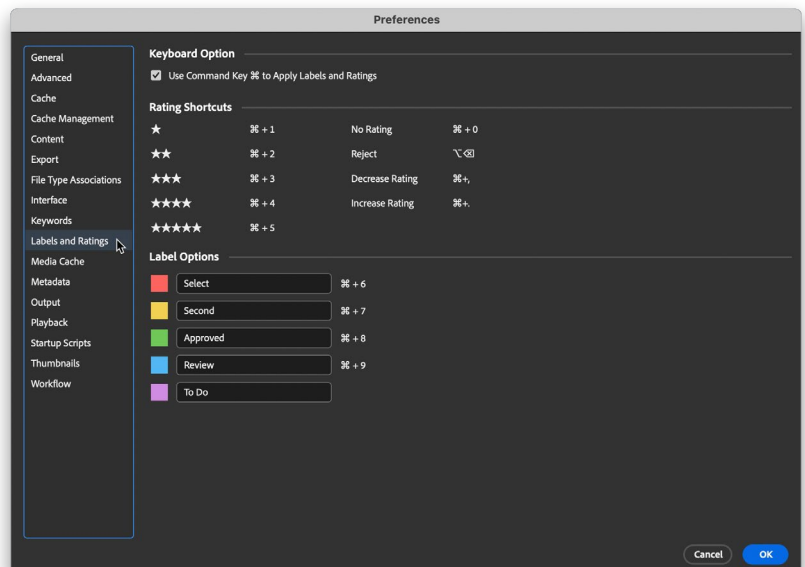 Preferences
General
Advanced
Cache
Cache Management
Content
Export
File Type Associations
Interface
Keywords
Labels and Ratings
Media Cache
Metadata
Output
Playback
Startup Scripts
Thumbnails
Workflow
Keyboard Option
Use Command Key ⌘ to Apply Labels and Ratings
Rating Shortcuts
★ ⌘ + 1 No Rating ⌘ + 0
★★ ⌘ + 2 Reject ⌥⌫
★★★ ⌘ + 3 Decrease Rating ⌘+,
★★★★ ⌘ + 4 Increase Rating ⌘+.
★★★★★ ⌘ + 5
Label Options
Select ⌘ + 6
Second ⌘ + 7
Approved ⌘ + 8
Review ⌘ + 9
To Do
Cancel OK